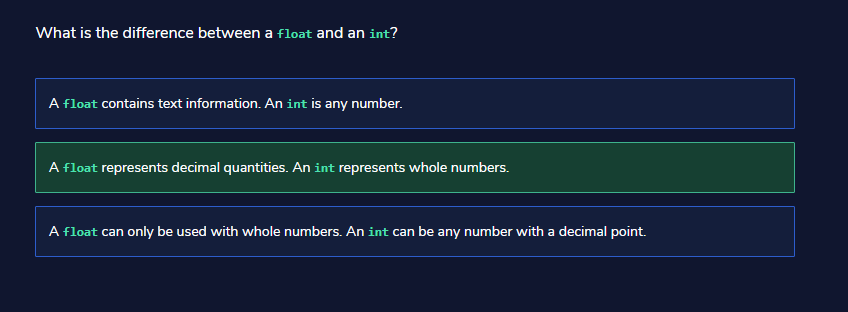 What is the difference between a float and an int?
A float contains text information. An int is any number.
A float represents decimal quantities. An int represents whole numbers.
A float can only be used with whole numbers. An int can be any number with a decimal point.